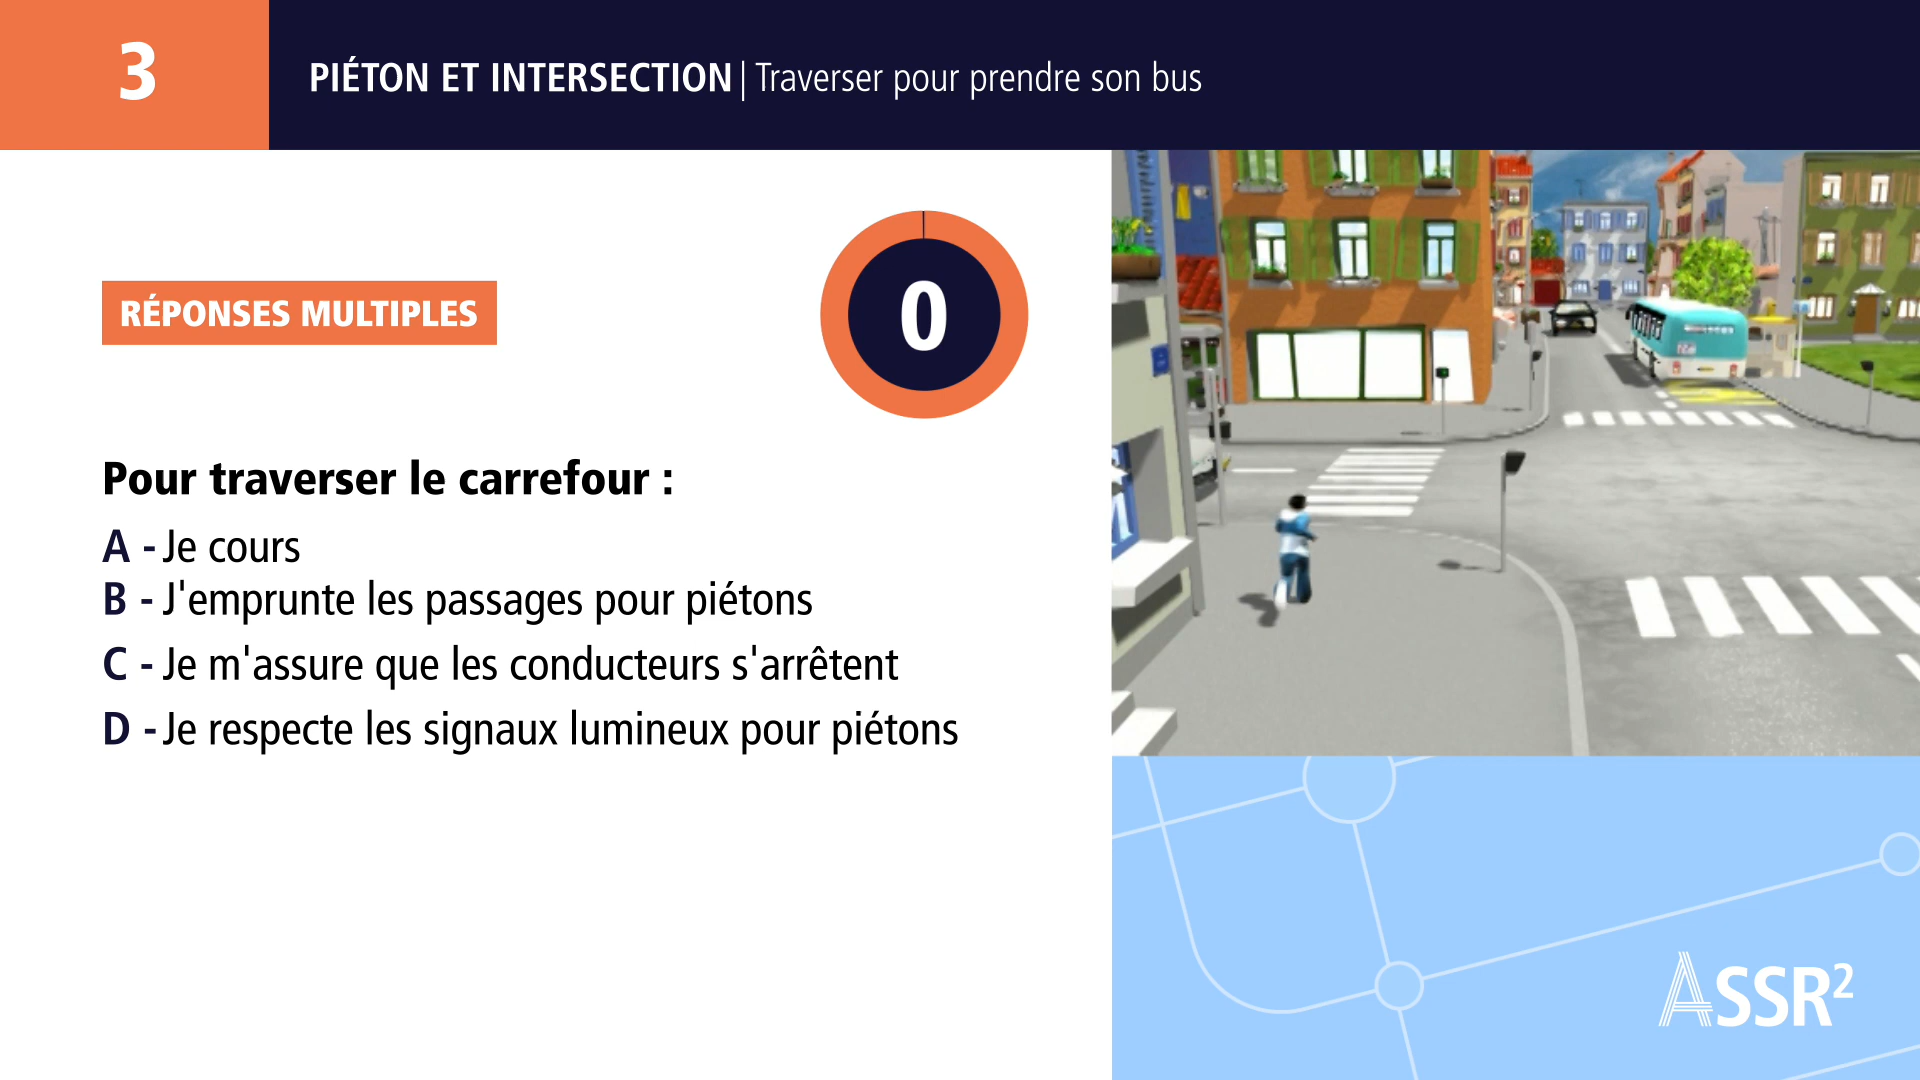 3
PIÉTON ET INTERSECTION | Traverser pour prendre son bus
RÉPONSES MULTIPLES
0
Pour traverser le carrefour :
A - Je cours
B - J'emprunte les passages pour piétons
C - Je m'assure que les conducteurs s'arrêtent
D - Je respecte les signaux lumineux pour piétons
ASSR²